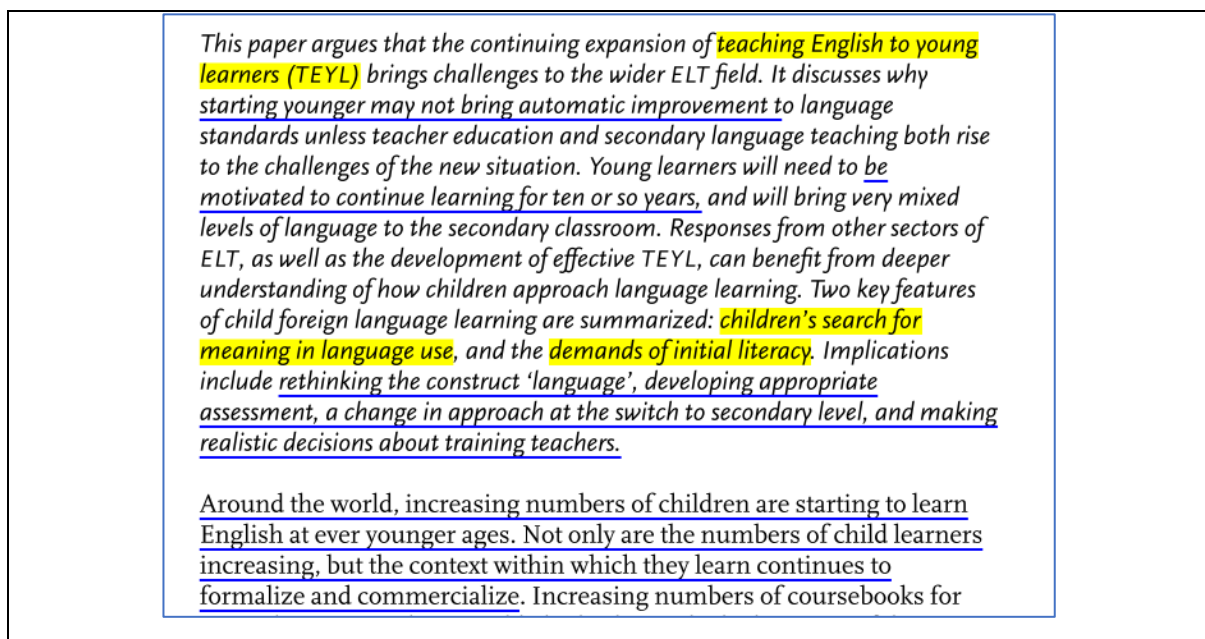 This paper argues that the continuing expansion of teaching English to young
learners (TEYL) brings challenges to the wider ELT field. It discusses why
starting younger may not bring automatic improvement to language
standards unless teacher education and secondary language teaching both rise
to the challenges of the new situation. Young learners will need to be
motivated to continue learning for ten or so years, and will bring very mixed
levels of language to the secondary classroom. Responses from other sectors of
ELT, as well as the development of effective TEYL, can benefit from deeper
understanding of how children approach language learning. Two key features
of child foreign language learning are summarized: children’s search for
meaning in language use, and the demands of initial literacy. Implications
include rethinking the construct ‘language’, developing appropriate
assessment, a change in approach at the switch to secondary level, and making
realistic decisions about training teachers.
Around the world, increasing numbers of children are starting to learn
English at ever younger ages. Not only are the numbers of child learners
increasing, but the context within which they learn continues to
formalize and commercialize. Increasing numbers of coursebooks for